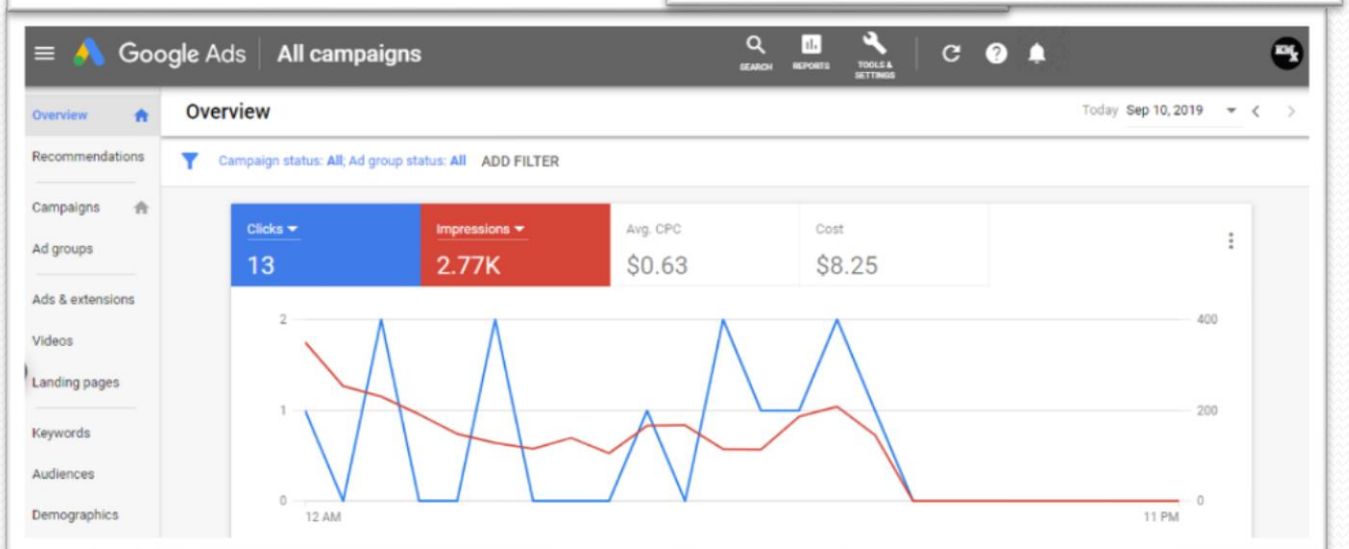 Google Ads All campaigns
SEARCH REPORTS TOOLS & SETTINGS
Overview
Overview
Today Sep 10, 2019
Recommendations
Campaign status: All; Ad group status: All ADD FILTER
Campaigns
Ad groups
Ads & extensions
Videos
Landing pages
Keywords
Audiences
Demographics
Clicks Impressions Avg. CPC Cost
13 2.77K $0.63 $8.25
2 400
1 200
0 0
12 AM 11 PM